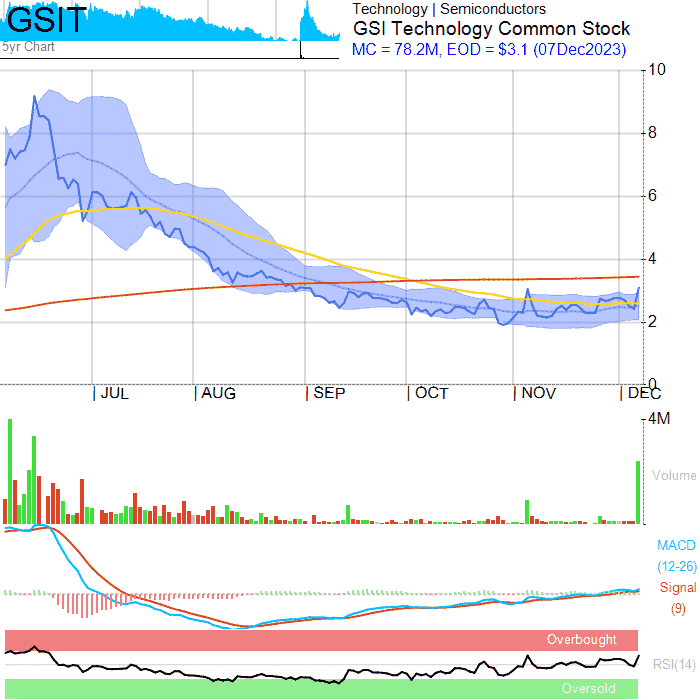 GSIT
5yr Chart
Technology | Semiconductors
GSI Technology Common Stock
MC = 78.2M, EOD = $3.1 (07Dec2023)
10
8
6
4
2
0
| JUL
| AUG
| SEP
| OCT
| NOV
| DEC
4M
Volume
MACD
(12-26)
Signal
(9)
Overbought
RSI(14)
Oversold